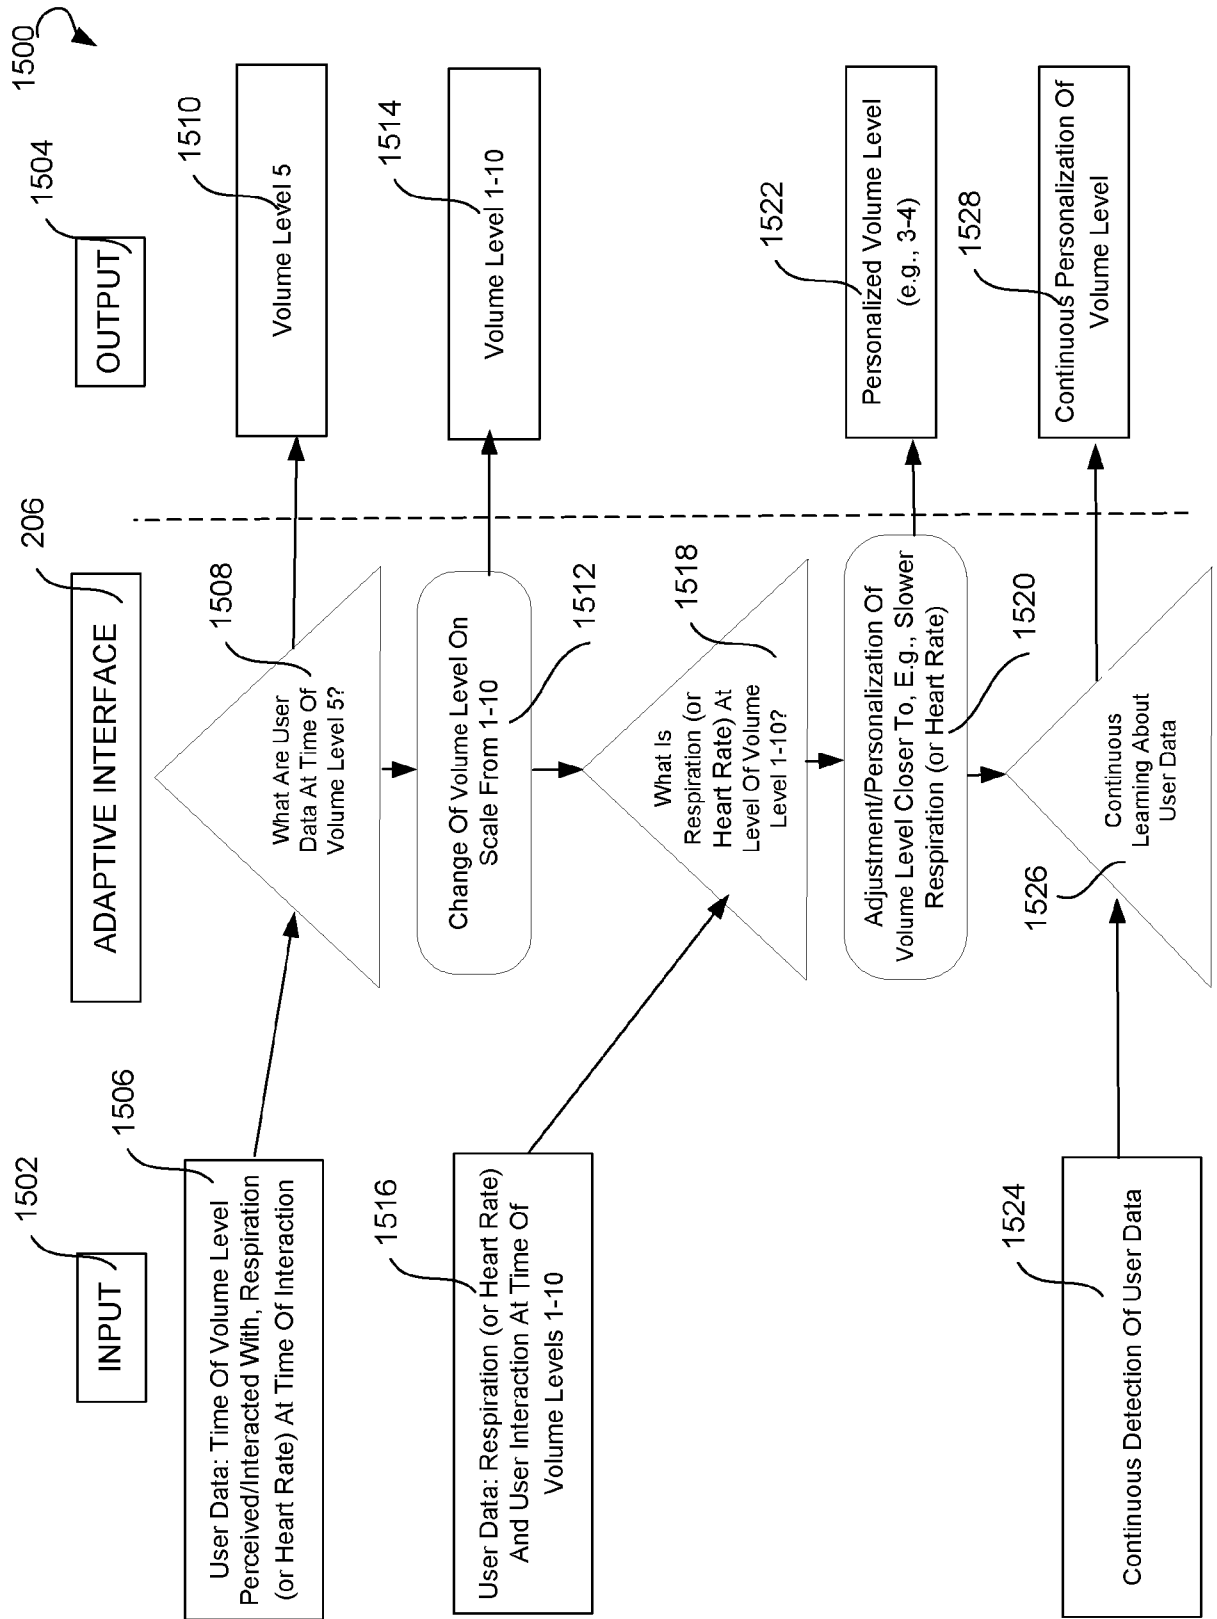 1500
INPUT
1502
ADAPTIVE INTERFACE
206
OUTPUT
1504
User Data: Time Of Volume Level
Perceived/Interacted With, Respiration
(or Heart Rate) At Time Of Interaction
1506
What Are User
Data At Time Of
Volume Level 5?
1508
Volume Level 5
1510
Change Of Volume Level On
Scale From 1-10
1512
Volume Level 1-10
1514
User Data: Respiration (or Heart Rate)
And User Interaction At Time Of
Volume Levels 1-10
1516
What Is
Respiration (or
Heart Rate) At
Level Of Volume
Level 1-10?
1518
Adjustment/Personalization Of
Volume Level Closer To, E.g., Slower
Respiration (or Heart Rate)
1520
Personalized Volume Level
(e.g., 3-4)
1522
Continuous Detection Of User Data
1524
Continuous
Learning About
User Data
1526
Continuous Personalization Of
Volume Level
1528